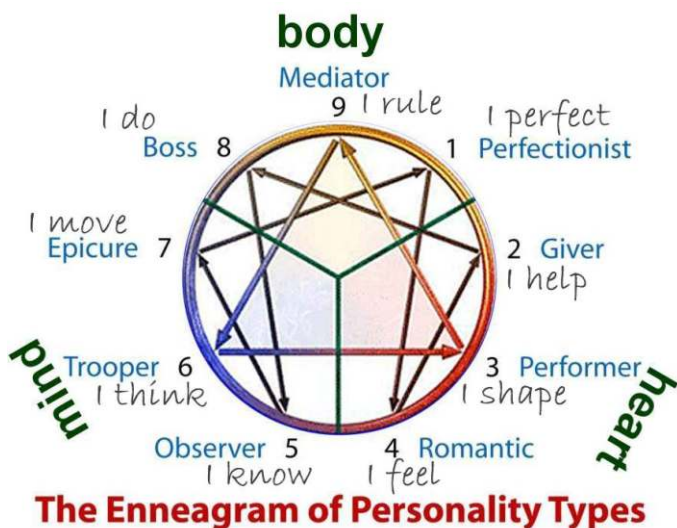 body
Mediator
9 I rule
I do
Boss 8
I perfect
1 Perfectionist
I move
Epicure 7
2 Giver
I help
mind
Trooper 6
I think
3 Performer
I shape
heart
Observer 5
I know
4 Romantic
I feel
The Enneagram of Personality Types